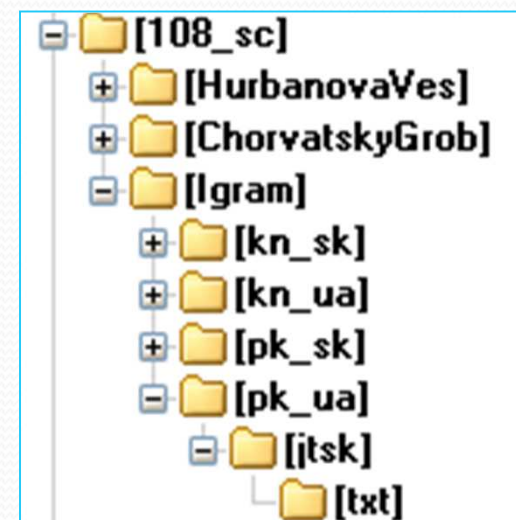 [108_sc]
[HurbanovaVes]
[ChorvatskyGrob]
[Igram]
[kn_sk]
[kn_ua]
[pk_sk]
[pk_ua]
[jtsk]
[txt]